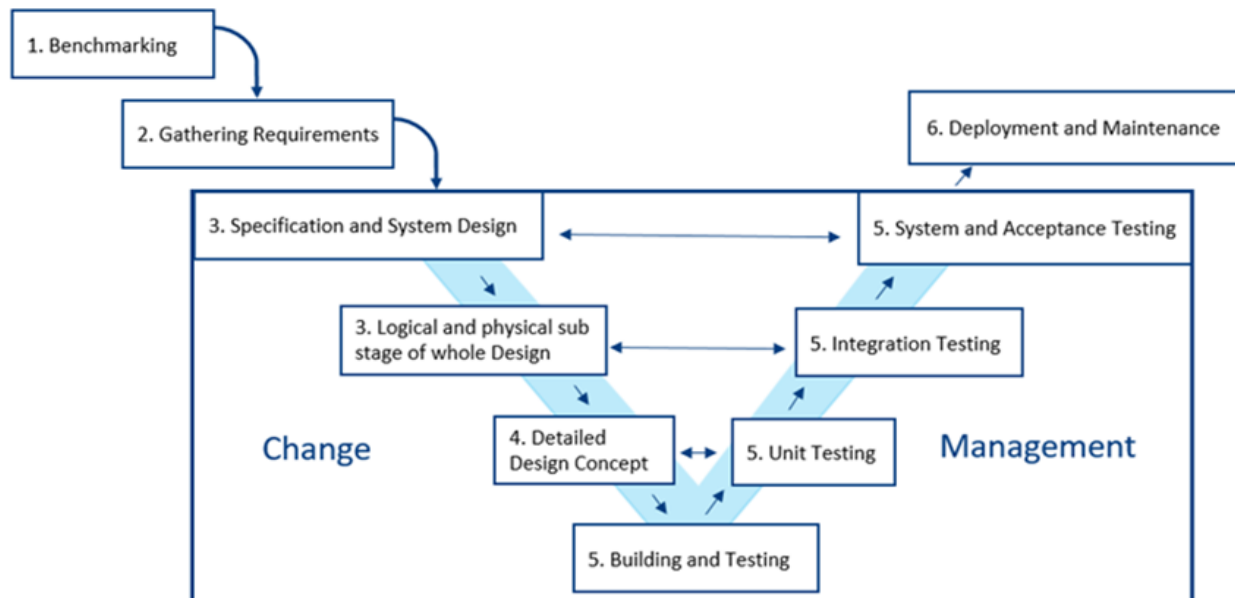 1. Benchmarking
2. Gathering Requirements
6. Deployment and Maintenance
3. Specification and System Design
5. System and Acceptance Testing
3. Logical and physical sub
stage of whole Design
5. Integration Testing
Change
4. Detailed
Design Concept
5. Unit Testing
Management
5. Building and Testing